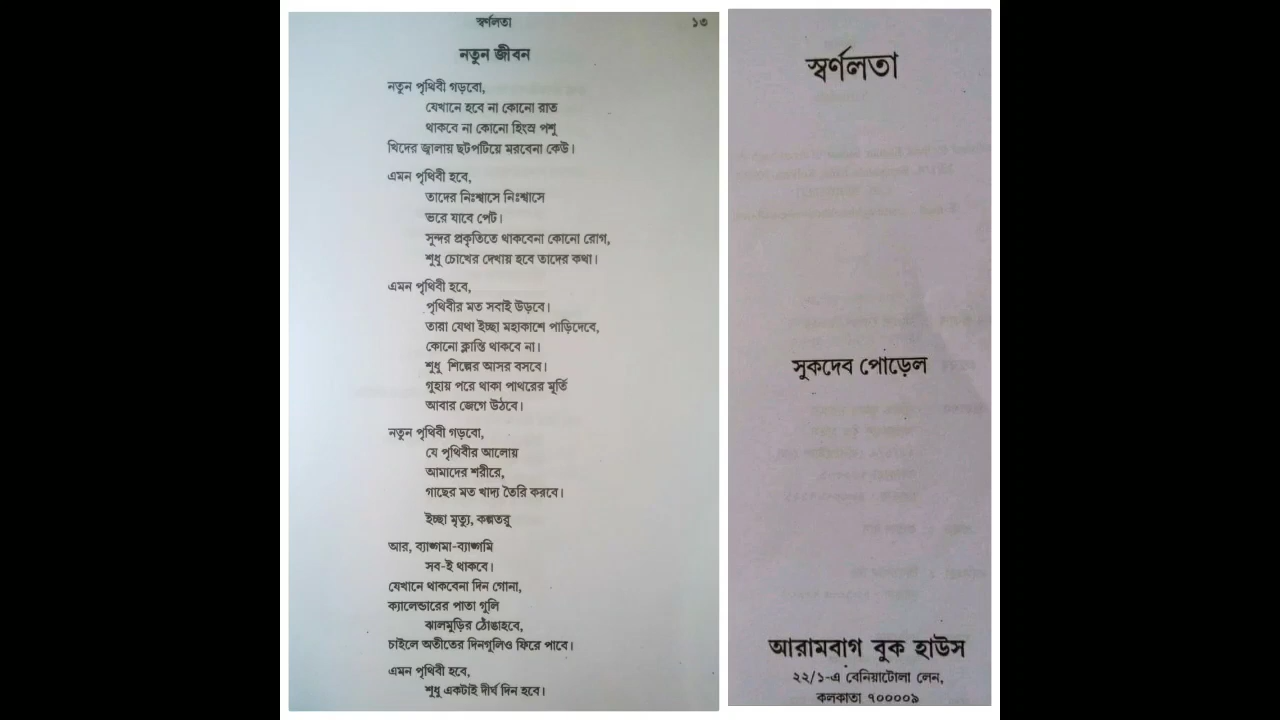 স্বর্ণলতা ১৩
নতুন জীবন
নতুন পৃথিবী গড়বো,
যেখানে হবে না কোনো রাত
থাকবে না কোনো হিংস্র পশু
খিদের জ্বালায় ছটপটিয়ে মরবেনা কেউ।
এমন পৃথিবী হবে,
তাদের নিঃশ্বাসে নিঃশ্বাসে
ভরে যাবে পেট।
সুন্দর প্রকৃতিতে থাকবেনা কোনো রোগ,
শুধু চোখের দেখায় হবে তাদের কথা।
এমন পৃথিবী হবে,
পৃথিবীর মত সবাই উড়বে।
তারা যেথা ইচ্ছা মহাকাশে পাড়িদেবে,
কোনো ক্লান্তি থাকবে না।
শুধু শিল্পের আসর বসবে।
গুহায় পরে থাকা পাথরের মূর্তি
আবার জেগে উঠবে।
নতুন পৃথিবী গড়বো,
যে পৃথিবীর আলোয়
আমাদের শরীরে,
গাছের মত খাদ্য তৈরি করবে।
ইচ্ছা মৃত্যু, কল্পতরু
আর, ব্যাঙ্গমা-ব্যাঙ্গমি
সব-ই থাকবে।
যেখানে থাকবেনা দিন গোনা,
ক্যালেন্ডারের পাতা গুলি
ঝালমুড়ির ঠোঙাহবে,
চাইলে অতীতের দিনগুলিও ফিরে পাবে।
এমন পৃথিবী হবে,
শুধু একটাই দীর্ঘ দিন হবে।
স্বর্ণলতা
সুকদেব পোড়েল
আরামবাগ বুক হাউস
২২/১-এ বেনিয়াটোলা লেন,
কলকাতা ৭০০০০৯